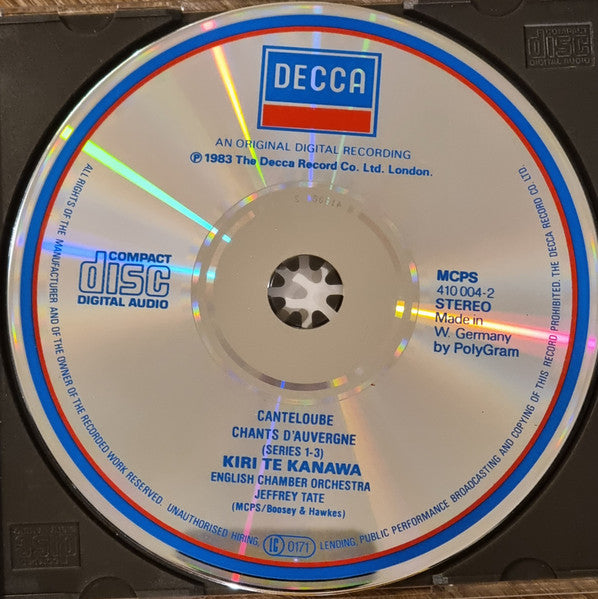 DECCA
AN ORIGINAL DIGITAL RECORDING
℗ 1983 The Decca Record Co. Ltd. London.
COMPACT
disc
DIGITAL AUDIO
MCPS
410 004-2
STEREO
Made in
W. Germany
by PolyGram
CANTELOUBE
CHANTS D'AUVERGNE
(SERIES 1-3)
KIRI TE KANAWA
ENGLISH CHAMBER ORCHESTRA
JEFFREY TATE
(MCPS/Boosey & Hawkes)
ALL RIGHTS OF THE MANUFACTURER AND OF THE OWNER OF THE RECORDED WORK RESERVED. UNAUTHORISED HIRING, LC 0171 LENDING, PUBLIC PERFORMANCE BROADCASTING AND COPYING OF THIS RECORD PROHIBITED. THE DECCA RECORD CO. LTD.
COMPACT
disc
DIGITAL AUDIO